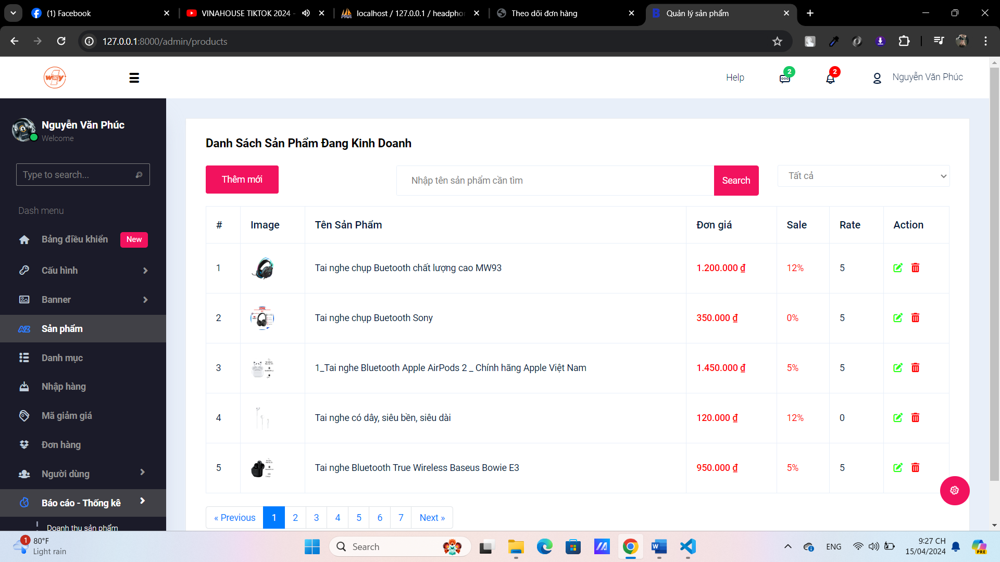 (1) Facebook
VINAHOUSE TIKTOK 2024 -
localhost / 127.0.0.1 / headpho
Theo dõi đơn hàng
Quản lý sản phẩm
127.0.0.1:8000/admin/products
way
Help
2
2
Nguyễn Văn Phúc
Nguyễn Văn Phúc
Welcome
Type to search...
Dash menu
Bảng điều khiển New
Cấu hình
Banner
Sản phẩm
Danh mục
Nhập hàng
Mã giảm giá
Đơn hàng
Người dùng
Báo cáo - Thống kê
Doanh thu sản phẩm
Danh Sách Sản Phẩm Đang Kinh Doanh
Thêm mới
Nhập tên sản phẩm cần tìm
Search
Tất cả
# Image Tên Sản Phẩm Đơn giá Sale Rate Action
1 Tai nghe chụp Buetooth chất lượng cao MW93 1.200.000 ₫ 12% 5
2 Tai nghe chụp Buetooth Sony 350.000 ₫ 0% 5
3 1_Tai nghe Bluetooth Apple AirPods 2 _ Chính hãng Apple Việt Nam 1.450.000 ₫ 5% 5
4 Tai nghe có dây, siêu bền, siêu dài 120.000 ₫ 12% 0
5 Tai nghe Bluetooth True Wireless Baseus Bowie E3 950.000 ₫ 5% 5
« Previous 1 2 3 4 5 6 7 Next »
1
80°F
Light rain
Search
ENG
9:27 CH
15/04/2024
PRE